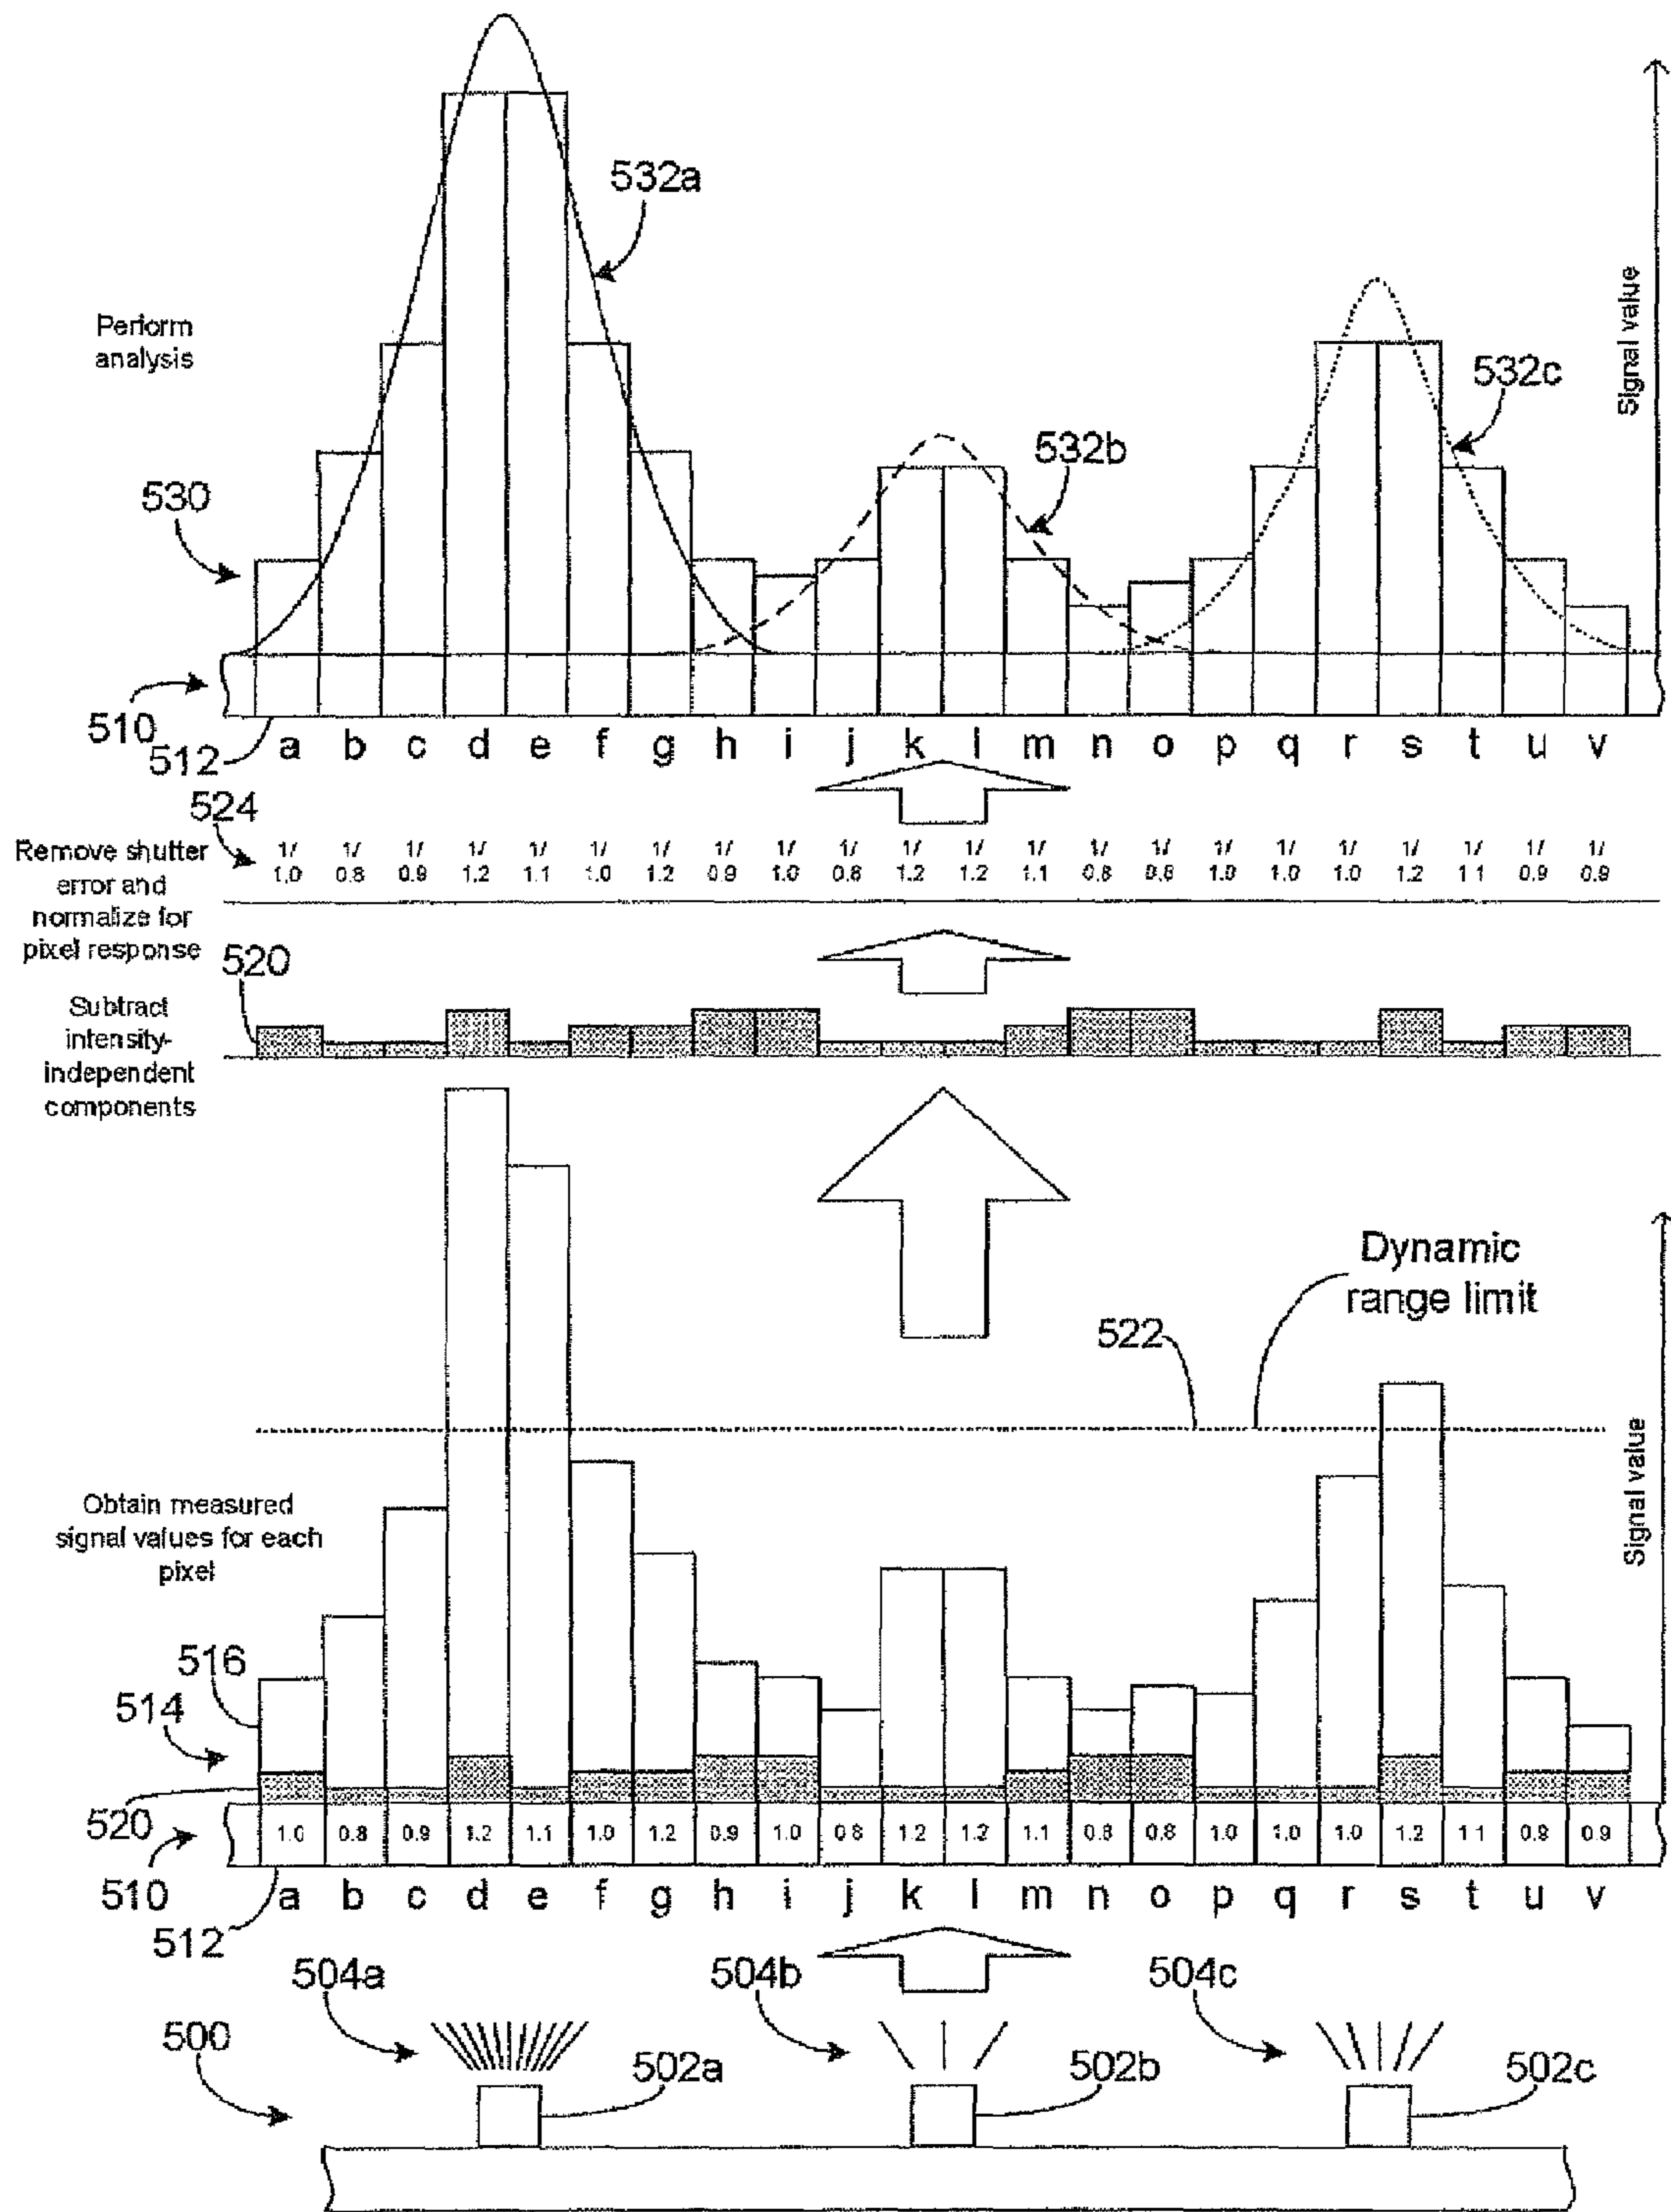 532a
Signal value
Perform
analysis
532c
532b
530
510
512
a b c d e f g h i j k l m n o p q r s t u v
524
Remove shutter
error and
normalize for
pixel response
1/ 1/ 1/ 1/ 1/ 1/ 1/ 1/ 1/ 1/ 1/ 1/ 1/ 1/ 1/ 1/ 1/ 1/ 1/ 1/ 1/ 1/
1.0 0.8 0.9 1.2 1.1 1.0 1.2 0.9 1.0 0.8 1.2 1.2 1.1 0.8 0.8 1.0 1.0 1.0 1.2 1.1 0.9 0.9
520
Subtract
intensity-
independent
components
Dynamic
range limit
522
Signal value
Obtain measured
signal values for each
pixel
516
514
520
1.0 0.8 0.9 1.2 1.1 1.0 1.2 0.9 1.0 0.8 1.2 1.2 1.1 0.8 0.8 1.0 1.0 1.0 1.2 1.1 0.9 0.9
510
a b c d e f g h i j k l m n o p q r s t u v
512
504a
504b
504c
500
502a
502b
502c